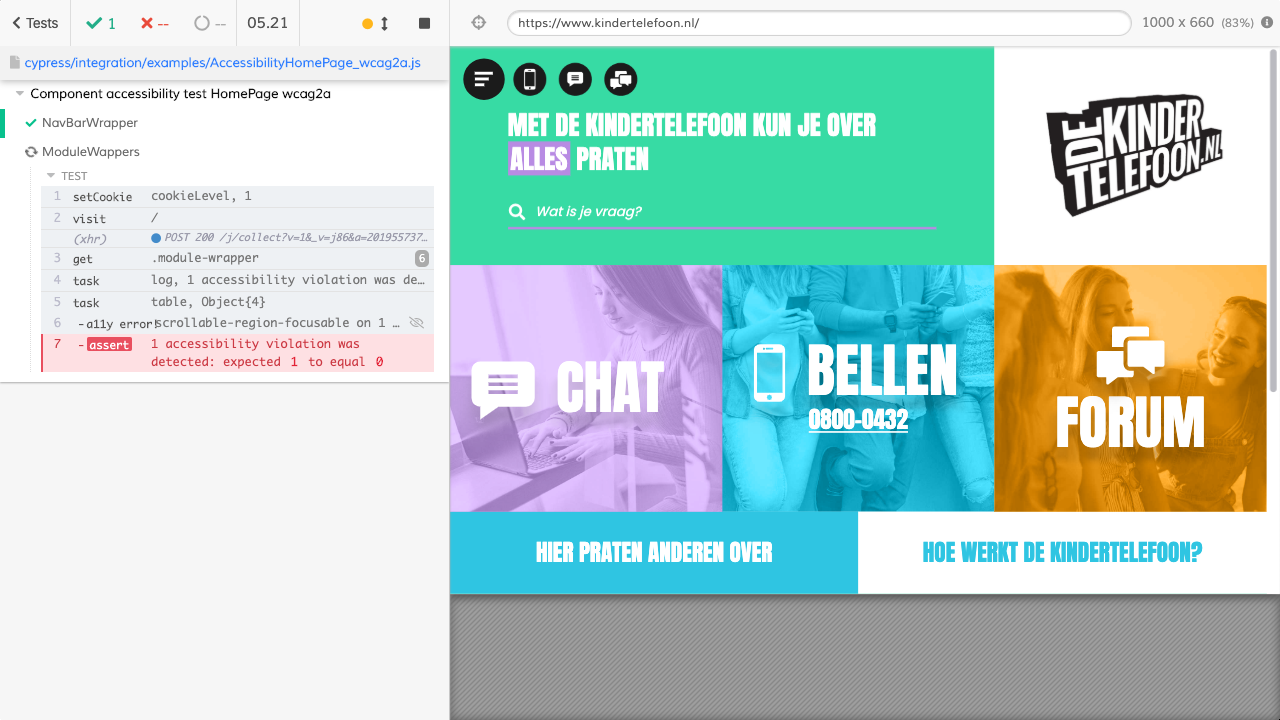 Tests
1
--
--
05.21
https://www.kindertelefoon.nl/
1000 x 660 (83%)
cypress/integration/examples/AccessibilityHomePage_wcag2a.js
Component accessibility test HomePage wcag2a
NavBarWrapper
ModuleWappers
TEST
1 setCookie cookieLevel, 1
2 visit /
(xhr) POST 200 /j/collect?v=1&_v=j86&a=201955737…
3 get .module-wrapper 6
4 task log, 1 accessibility violation was de…
5 task table, Object{4}
6 -a11y error! scrollable-region-focusable on 1 …
7 -assert 1 accessibility violation was
detected: expected 1 to equal 0
MET DE KINDERTELEFOON KUN JE OVER
ALLES PRATEN
Wat is je vraag?
DE KINDER
TELEFOON.NL
CHAT
BELLEN
0800-0432
FORUM
HIER PRATEN ANDEREN OVER
HOE WERKT DE KINDERTELEFOON?